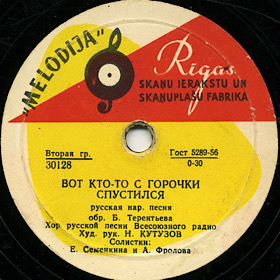 "MELODIJA"
Rīgas
SKAŅU IERAKSTU UN
SKAŅUPLAŠU FABRIKA
Вторая гр.
30128
Гост 5289-56
0-30
ВОТ КТО-ТО С ГОРОЧКИ
СПУСТИЛСЯ
русская нар. песня
обр. Б. Терентьева
Хор русской песни Всесоюзного радио
Худ. рук. Н. КУТУЗОВ
Солистки:
Е. Семенкина и А. Фролова